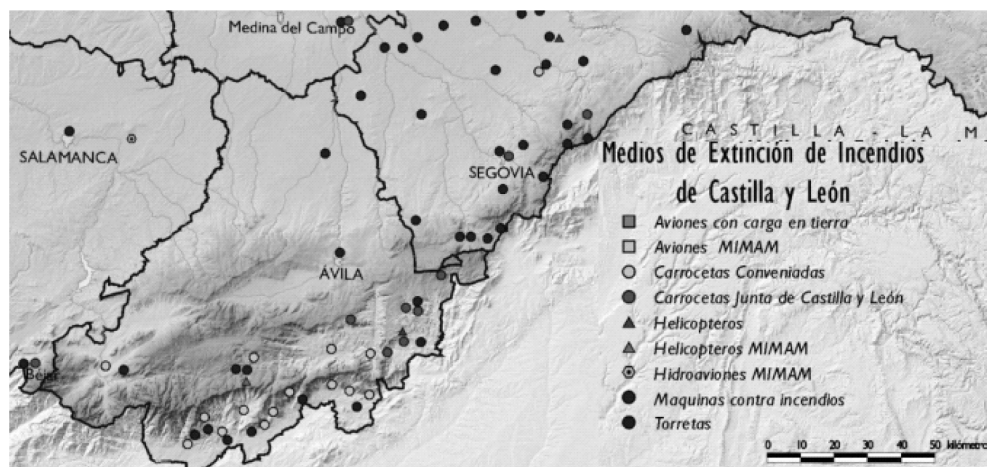 Medina del Campo
SALAMANCA
SEGOVIA
ÁVILA
Béjar
CASTILLA - LA M
Medios de Extinción de Incendios
de Castilla y León
Aviones con carga en tierra
Aviones MIMAM
Carrocetas Conveniadas
Carrocetas Junta de Castilla y León
Helicopteros
Helicopteros MIMAM
Hidroaviones MIMAM
Maquinas contra incendios
Torretas
0 10 20 30 40 50 kilómetro